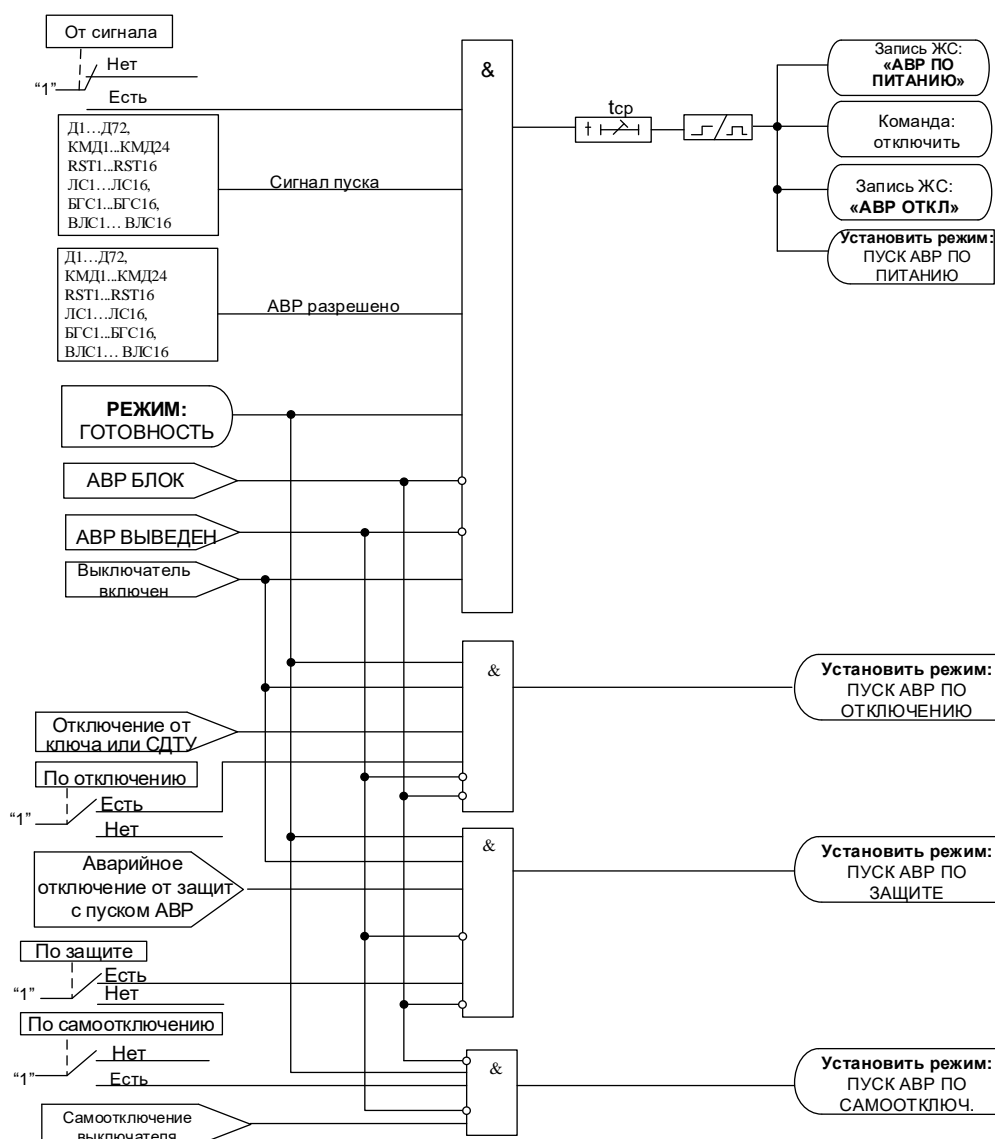 От сигнала
Нет
“1”
Есть
Д1…Д72,
КМД1...КМД24
RST1...RST16
ЛС1…ЛС16,
БГС1...БГС16,
ВЛС1… ВЛС16
Сигнал пуска
Д1…Д72,
КМД1...КМД24
RST1...RST16
ЛС1…ЛС16,
БГС1...БГС16,
ВЛС1… ВЛС16
АВР разрешено
РЕЖИМ:
ГОТОВНОСТЬ
АВР БЛОК
АВР ВЫВЕДЕН
Выключатель
включен
&
tср
t
Запись ЖС:
«АВР ПО
ПИТАНИЮ»
Команда:
отключить
Запись ЖС:
«АВР ОТКЛ»
Установить режим:
ПУСК АВР ПО
ПИТАНИЮ
&
Отключение от
ключа или СДТУ
По отключению
Есть
“1”
Нет
Установить режим:
ПУСК АВР ПО
ОТКЛЮЧЕНИЮ
&
Аварийное
отключение от защит
с пуском АВР
По защите
Есть
“1”
Нет
Установить режим:
ПУСК АВР ПО
ЗАЩИТЕ
По самоотключению
Нет
“1”
Есть
&
Самоотключение
выключателя
Установить режим:
ПУСК АВР ПО
САМООТКЛЮЧ.